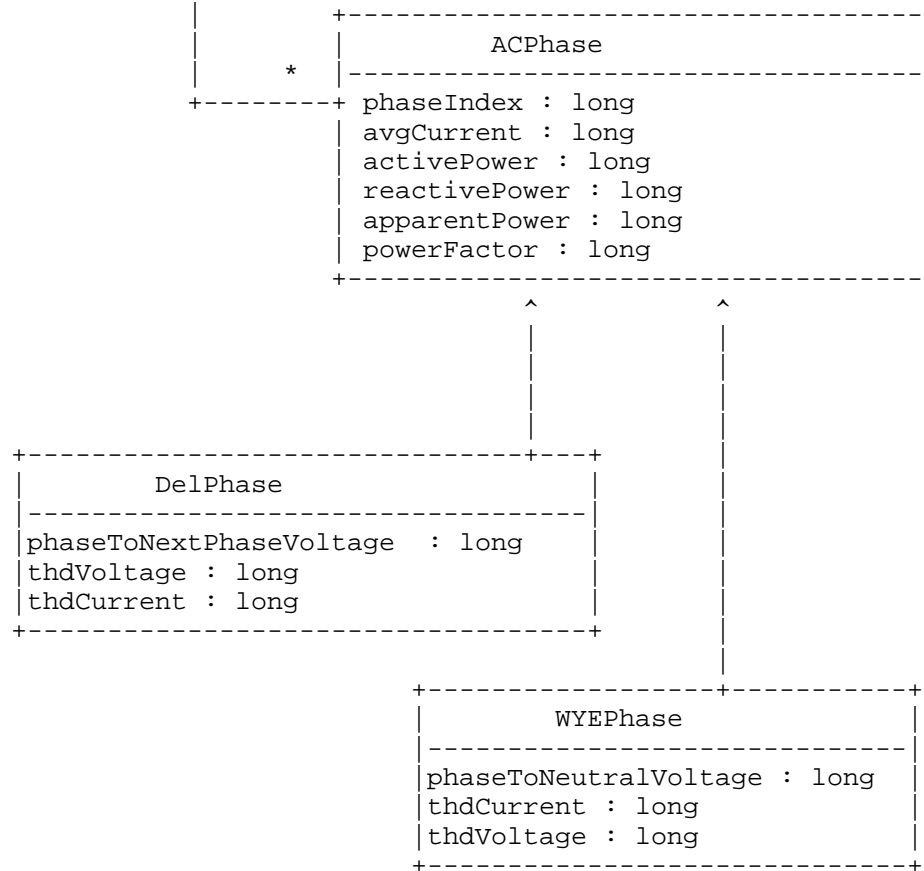 ACPhase
*
phaseIndex : long
avgCurrent : long
activePower : long
reactivePower : long
apparentPower : long
powerFactor : long
DelPhase
phaseToNextPhaseVoltage : long
thdVoltage : long
thdCurrent : long
WYEPhase
phaseToNeutralVoltage : long
thdCurrent : long
thdVoltage : long